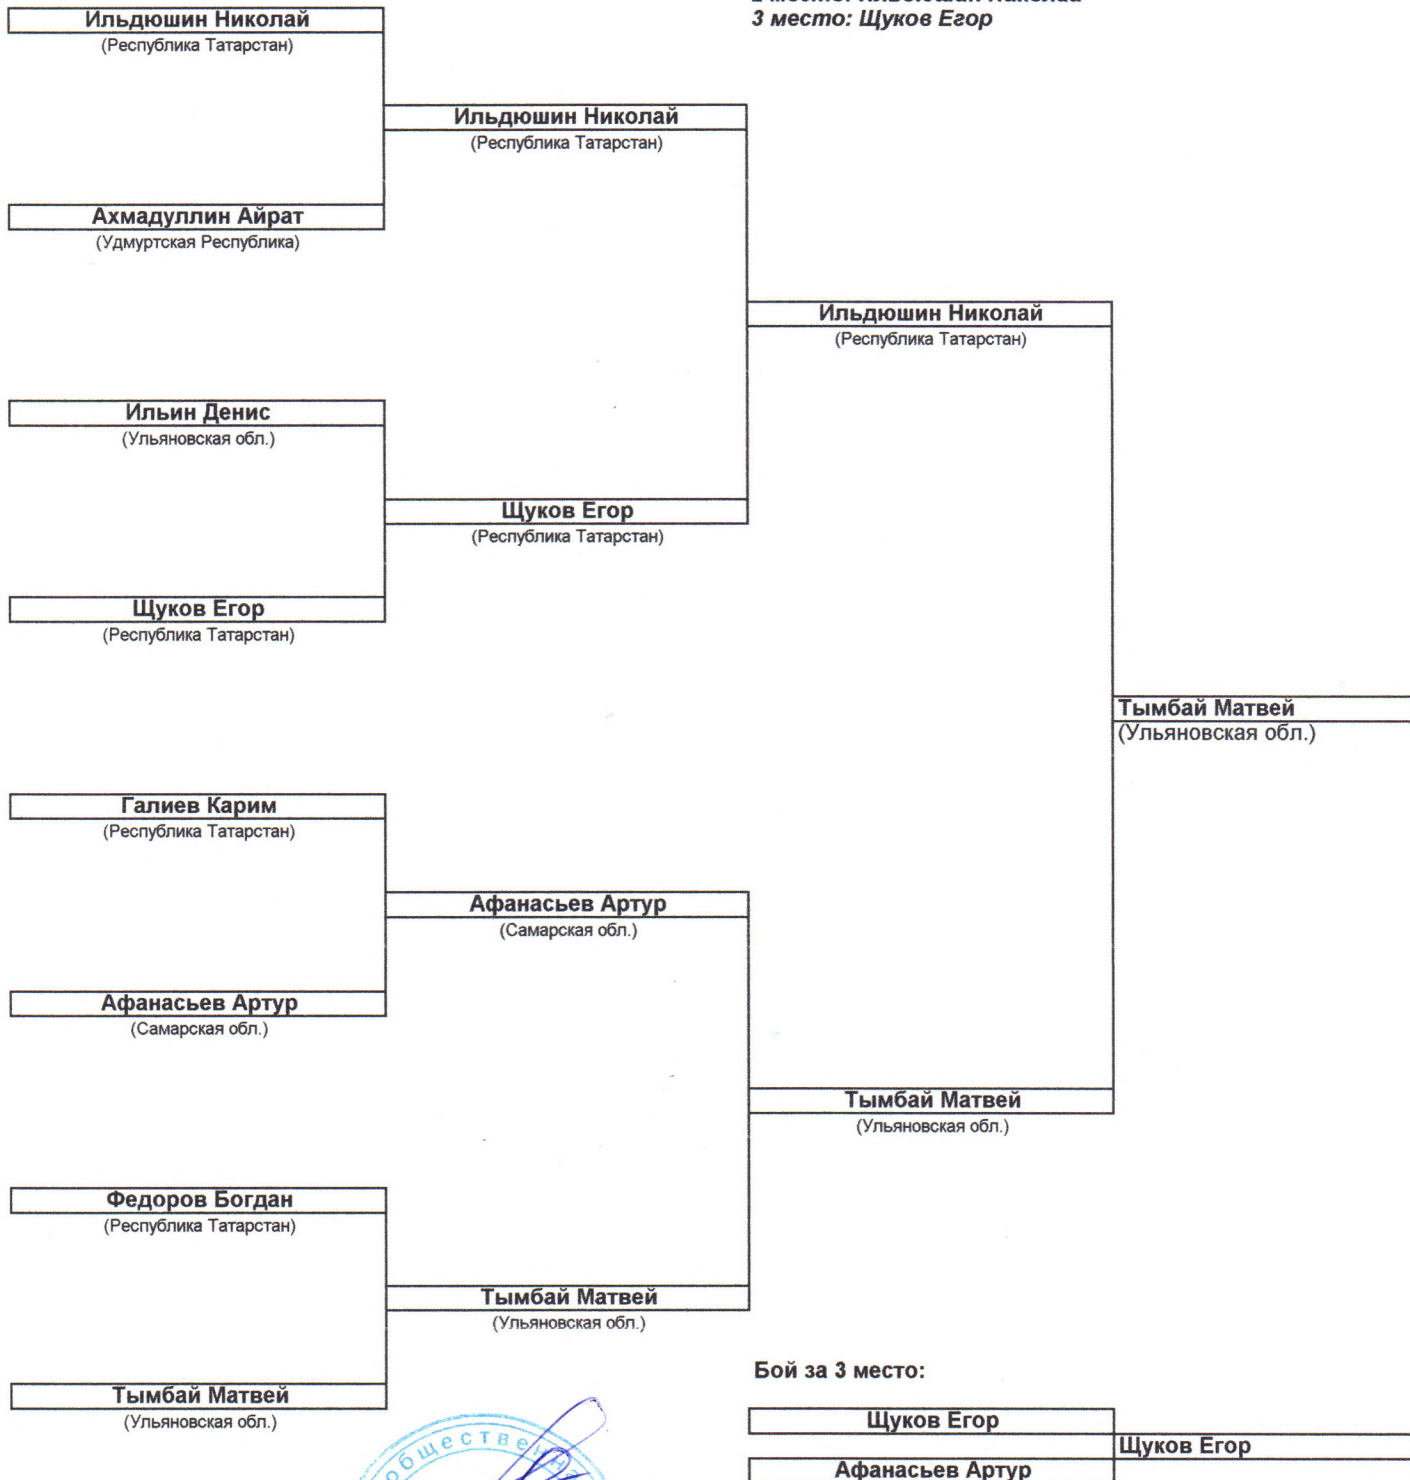 3 место: Щуков Егор
Ильдюшин Николай
(Республика Татарстан)
Ильдюшин Николай
(Республика Татарстан)
Ахмадуллин Айрат
(Удмуртская Республика)
Ильдюшин Николай
(Республика Татарстан)
Ильин Денис
(Ульяновская обл.)
Щуков Егор
(Республика Татарстан)
Щуков Егор
(Республика Татарстан)
Тымбай Матвей
(Ульяновская обл.)
Галиев Карим
(Республика Татарстан)
Афанасьев Артур
(Самарская обл.)
Афанасьев Артур
(Самарская обл.)
Тымбай Матвей
(Ульяновская обл.)
Федоров Богдан
(Республика Татарстан)
Тымбай Матвей
(Ульяновская обл.)
Тымбай Матвей
(Ульяновская обл.)
Бой за 3 место:
Щуков Егор
Щуков Егор
Афанасьев Артур